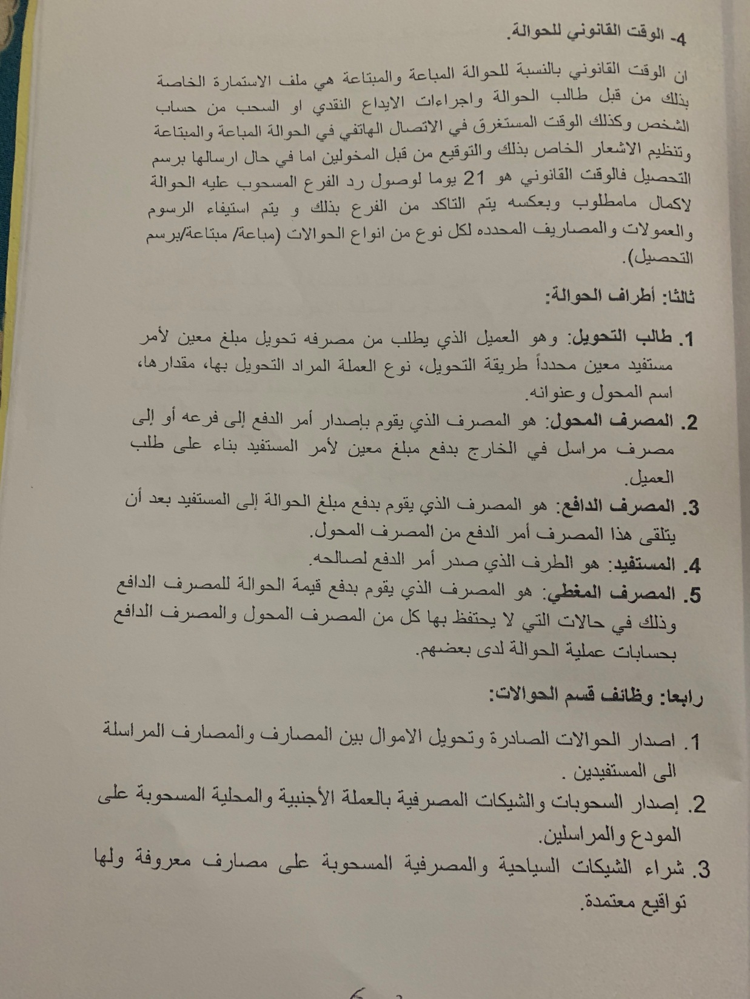 4- الوقت القانوني للحوالة.
ان الوقت القانوني بالنسبة للحوالة المباعة والمبتاعة هي ملف الاستمارة الخاصة
بذلك من قبل طالب الحوالة واجراءات الايداع النقدي او السحب من حساب
الشخص وكذلك الوقت المستغرق في الاتصال الهاتفي في الحوالة المباعة والمبتاعة
وتنظيم الاشعار الخاص بذلك والتوقيع من قبل المخولين اما في حال ارسالها برسم
التحصيل فالوقت القانوني هو 21 يوما لوصول رد الفرع المسحوب عليه الحوالة
لاكمال مامطلوب وبعكسه يتم التاكد من الفرع بذلك و يتم استيفاء الرسوم
والعمولات والمصاريف المحدده لكل نوع من انواع الحوالات (مباعة/ مبتاعة/برسم
التحصيل).
ثالثا: أطراف الحوالة:
1. طالب التحويل: وهو العميل الذي يطلب من مصرفه تحويل مبلغ معين لأمر
مستفيد معين محدداً طريقة التحويل، نوع العملة المراد التحويل بها، مقدارها،
اسم المحول وعنوانه.
2. المصرف المحول: هو المصرف الذي يقوم بإصدار أمر الدفع إلى فرعه أو إلى
مصرف مراسل في الخارج بدفع مبلغ معين لأمر المستفيد بناء على طلب
العميل.
3. المصرف الدافع: هو المصرف الذي يقوم بدفع مبلغ الحوالة إلى المستفيد بعد أن
يتلقى هذا المصرف أمر الدفع من المصرف المحول.
4. المستفيد: هو الطرف الذي صدر أمر الدفع لصالحه.
5. المصرف المغطي: هو المصرف الذي يقوم بدفع قيمة الحوالة للمصرف الدافع
وذلك في حالات التي لا يحتفظ بها كل من المصرف المحول والمصرف الدافع
بحسابات عملية الحوالة لدى بعضهم.
رابعا: وظائف قسم الحوالات:
1. اصدار الحوالات الصادرة وتحويل الاموال بين المصارف والمصارف المراسلة
الى المستفيدين .
2. إصدار السحوبات والشيكات المصرفية بالعملة الأجنبية والمحلية المسحوبة على
المودع والمراسلين.
3. شراء الشيكات السياحية والمصرفية المسحوبة على مصارف معروفة ولها
تواقيع معتمدة.